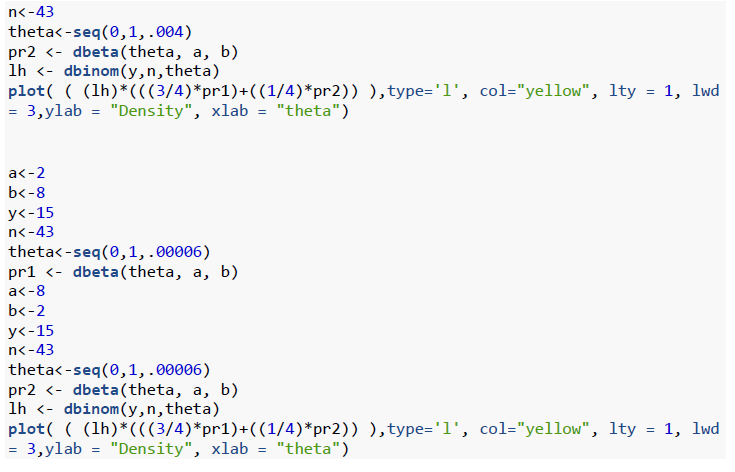 n<-43
theta<-seq(0,1,.004)
pr2 <- dbeta(theta, a, b)
lh <- dbinom(y,n,theta)
plot( ( (lh)*(((3/4)*pr1)+((1/4)*pr2)) ),type='l', col="yellow", lty = 1, lwd
= 3,ylab = "Density", xlab = "theta")
a<-2
b<-8
y<-15
n<-43
theta<-seq(0,1,.00006)
pr1 <- dbeta(theta, a, b)
a<-8
b<-2
y<-15
n<-43
theta<-seq(0,1,.00006)
pr2 <- dbeta(theta, a, b)
lh <- dbinom(y,n,theta)
plot( ( (lh)*(((3/4)*pr1)+((1/4)*pr2)) ),type='l', col="yellow", lty = 1, lwd
= 3,ylab = "Density", xlab = "theta")